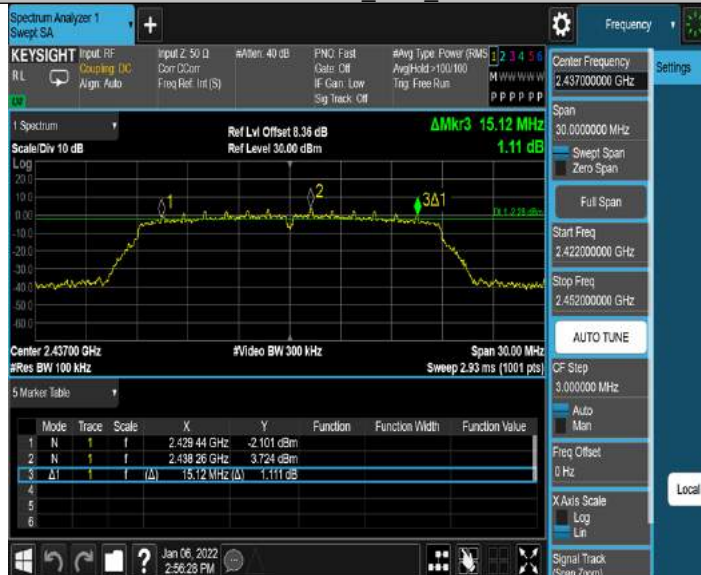 Spectrum Analyzer 1
Swept SA
+
Frequency
KEYSIGHT
Input: RF
Input Z: 50 Ω
#Atten: 40 dB
PNO: Fast
#Avg Type: Power (RMS
1 2 3 4 5 6
RL
Coupling: DC
Corr CCorr
Gate: Off
Avg|Hold:>100/100
M W W W W W
Align: Auto
Freq Ref: Int (S)
IF Gain: Low
Trig: Free Run
Sig Track: Off
P P P P P P
LXI
1 Spectrum
Ref Lvl Offset 8.36 dB
ΔMkr3 15.12 MHz
Scale/Div 10 dB
Ref Level 30.00 dBm
1.11 dB
Log
20.0
10.0
0.00
-10.0
-20.0
-30.0
-40.0
-50.0
-60.0
1
2
3Δ1
DL1 -2.28 dBm
Center 2.43700 GHz
#Video BW 300 kHz
Span 30.00 MHz
#Res BW 100 kHz
Sweep 2.93 ms (1001 pts)
5 Marker Table
Mode Trace Scale X Y Function Function Width Function Value
1 N 1 f 2.429 44 GHz -2.101 dBm
2 N 1 f 2.438 26 GHz 3.724 dBm
3 Δ1 1 f (Δ) 15.12 MHz (Δ) 1.111 dB
4
5
6
?
Jan 06, 2022
2:56:28 PM
Center Frequency
2.437000000 GHz
Settings
Span
30.0000000 MHz
Swept Span
Zero Span
Full Span
Start Freq
2.422000000 GHz
Stop Freq
2.452000000 GHz
AUTO TUNE
CF Step
3.000000 MHz
Auto
Man
Freq Offset
0 Hz
X Axis Scale
Log
Lin
Local
Signal Track
(Span Zoom)